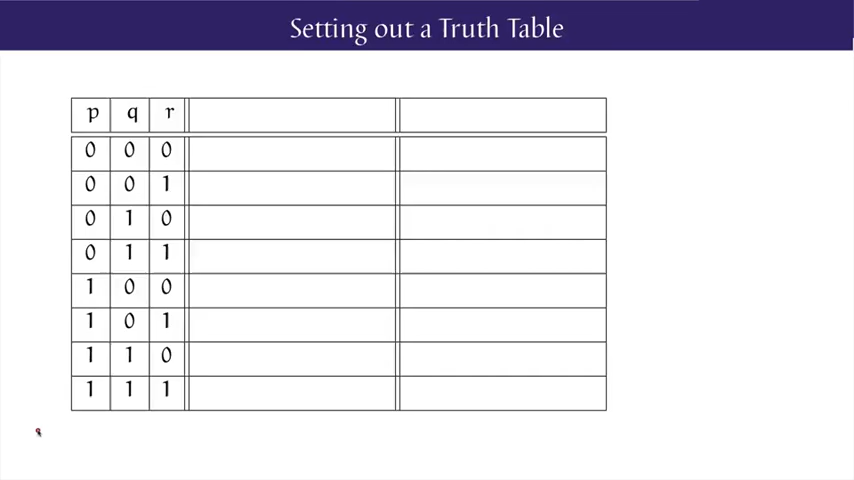 Setting out a Truth Table
p q r
0 0 0
0 0 1
0 1 0
0 1 1
1 0 0
1 0 1
1 1 0
1 1 1